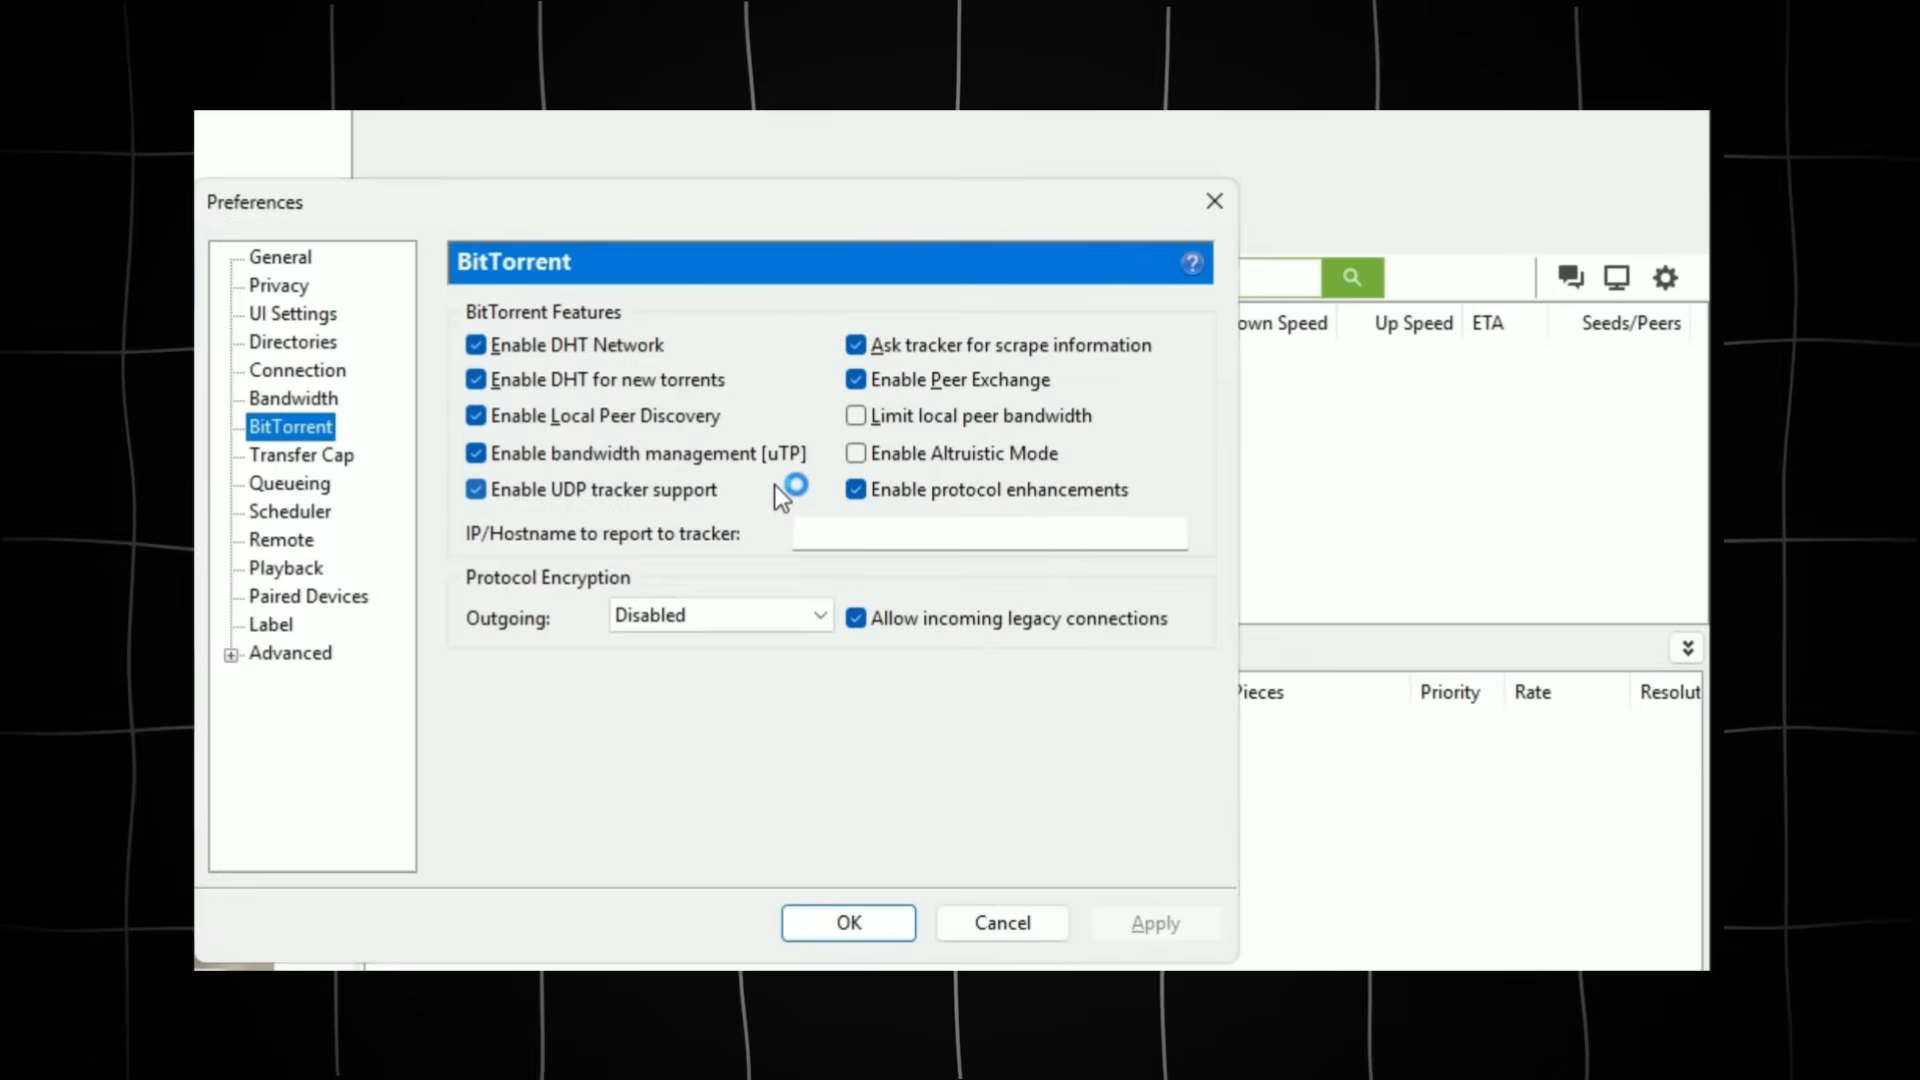 Preferences
General
Privacy
UI Settings
Directories
Connection
Bandwidth
BitTorrent
Transfer Cap
Queueing
Scheduler
Remote
Playback
Paired Devices
Label
Advanced
BitTorrent
BitTorrent Features
Enable DHT Network
Ask tracker for scrape information
Enable DHT for new torrents
Enable Peer Exchange
Enable Local Peer Discovery
Limit local peer bandwidth
Enable bandwidth management [uTP]
Enable Altruistic Mode
Enable UDP tracker support
Enable protocol enhancements
IP/Hostname to report to tracker:
Protocol Encryption
Outgoing: Disabled
Allow incoming legacy connections
OK Cancel Apply
own Speed Up Speed ETA Seeds/Peers
Pieces Priority Rate Resolut